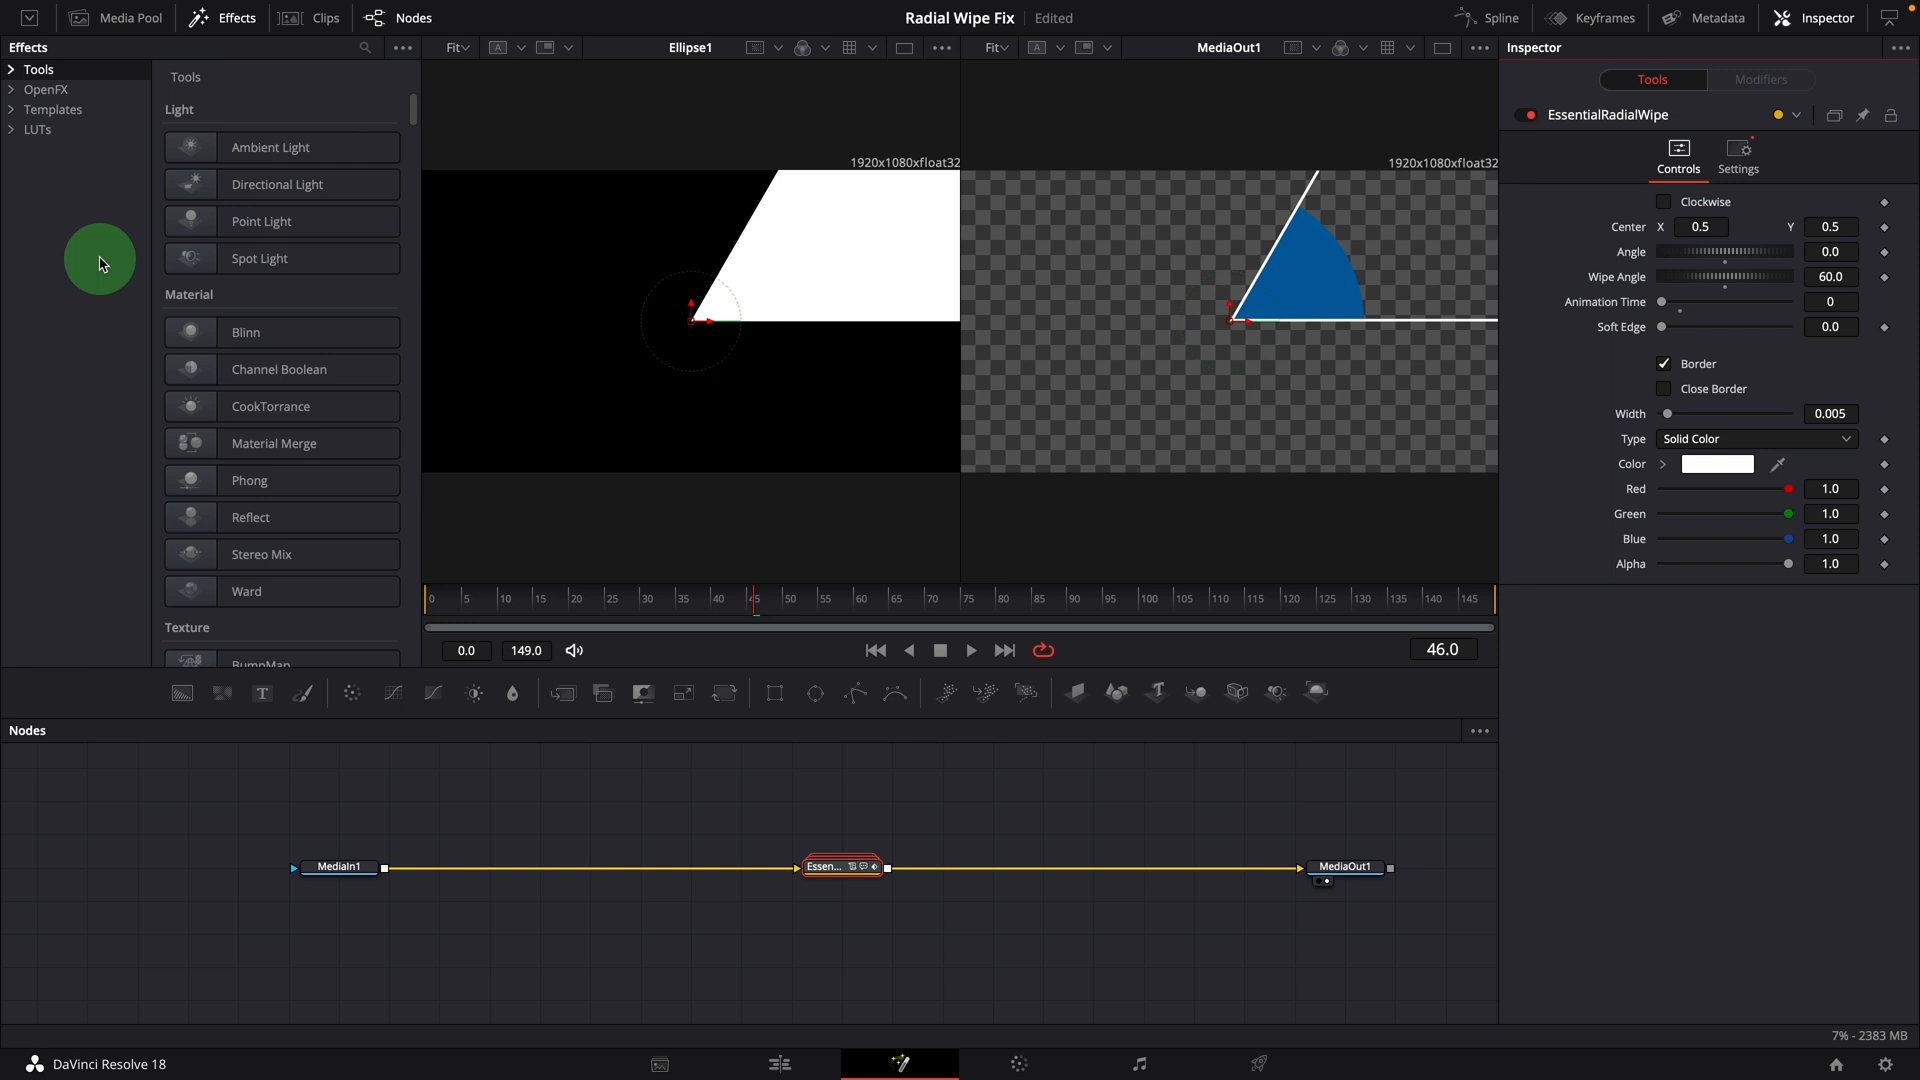 Media Pool
Effects
Clips
Nodes
Radial Wipe Fix
Edited
Spline
Keyframes
Metadata
Inspector
Effects
Fit
A
Ellipse1
Fit
A
MediaOut1
Inspector
Tools
OpenFX
Templates
LUTs
Tools
Light
Ambient Light
Directional Light
Point Light
Spot Light
Material
Blinn
Channel Boolean
CookTorrance
Material Merge
Phong
Reflect
Stereo Mix
Ward
Texture
BumpMap
1920x1080xfloat32
1920x1080xfloat32
Tools
Modifiers
EssentialRadialWipe
Controls
Settings
Clockwise
Center X 0.5 Y 0.5
Angle 0.0
Wipe Angle 60.0
Animation Time 0
Soft Edge 0.0
Border
Close Border
Width 0.005
Type Solid Color
Color
Red 1.0
Green 1.0
Blue 1.0
Alpha 1.0
0 5 10 15 20 25 30 35 40 45 50 55 60 65 70 75 80 85 90 95 100 105 110 115 120 125 130 135 140 145
0.0 149.0
46.0
T
T
Nodes
MediaIn1
Essen...
MediaOut1
7% - 2383 MB
DaVinci Resolve 18